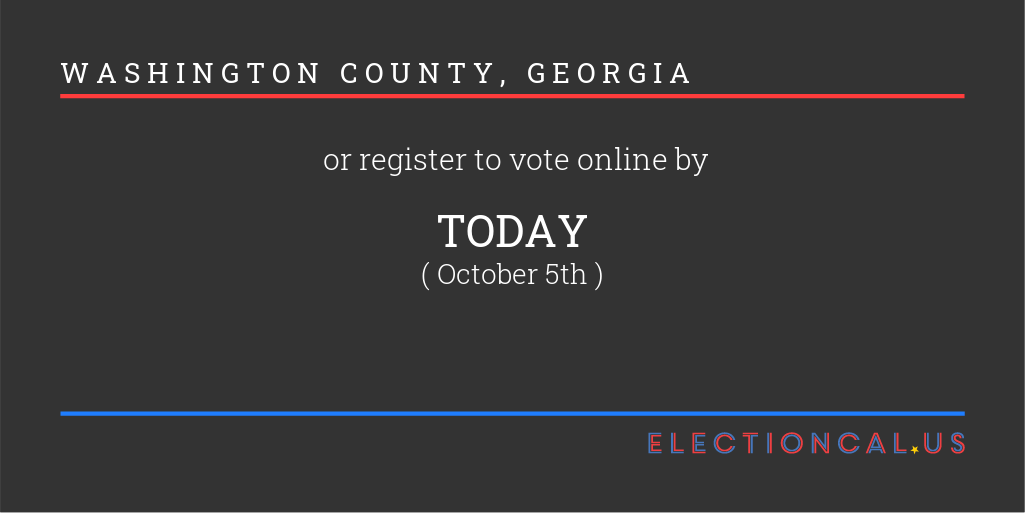 WASHINGTON COUNTY, GEORGIA
or register to vote online by
TODAY
( October 5th )
ELECTIONCAL.US